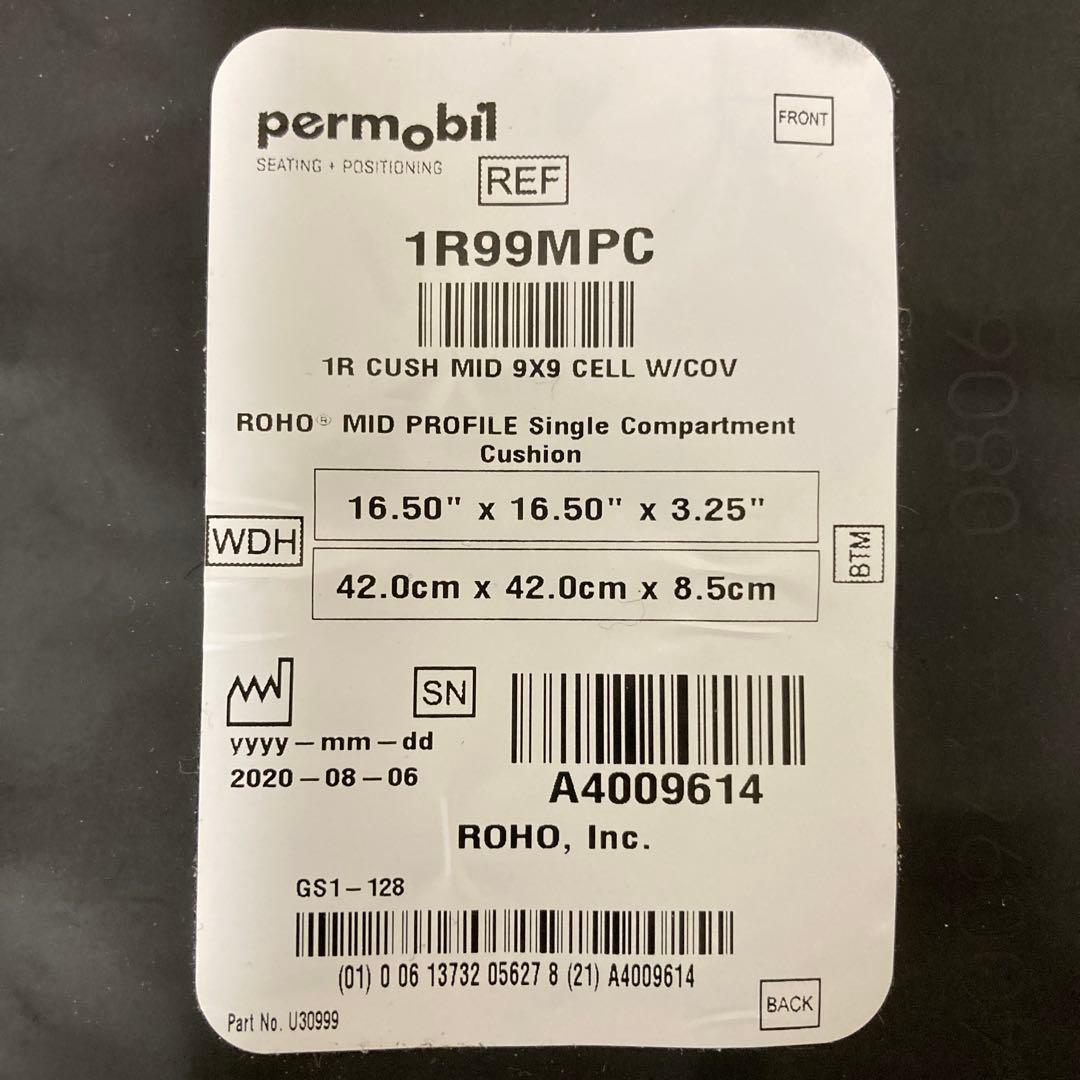 permobil
SEATING + POSITIONING
FRONT
REF
1R99MPC
1R CUSH MID 9X9 CELL W/COV
ROHO® MID PROFILE Single Compartment
Cushion
WDH
16.50" x 16.50" x 3.25"
42.0cm x 42.0cm x 8.5cm
BTM
SN
yyyy-mm-dd
2020-08-06
A4009614
ROHO, Inc.
GS1-128
(01) 0 06 13732 05627 8 (21) A4009614
BACK
Part No. U30999
0806